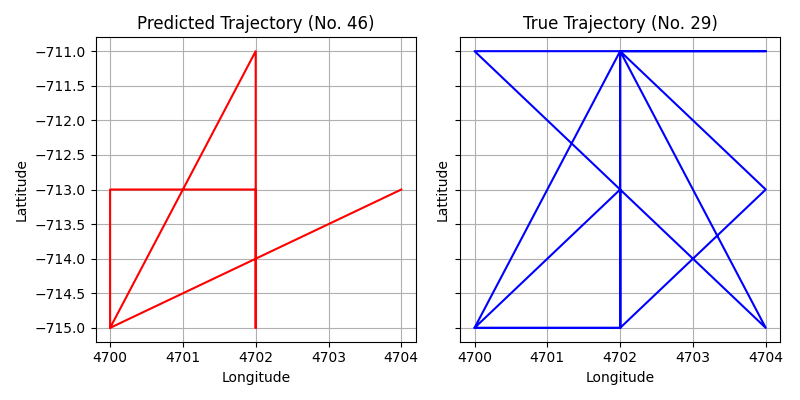 Predicted Trajectory (No. 46)
True Trajectory (No. 29)
Lattitude
−711.0
−711.5
−712.0
−712.5
−713.0
−713.5
−714.0
−714.5
−715.0
4700 4701 4702 4703 4704
Longitude
Lattitude
4700 4701 4702 4703 4704
Longitude